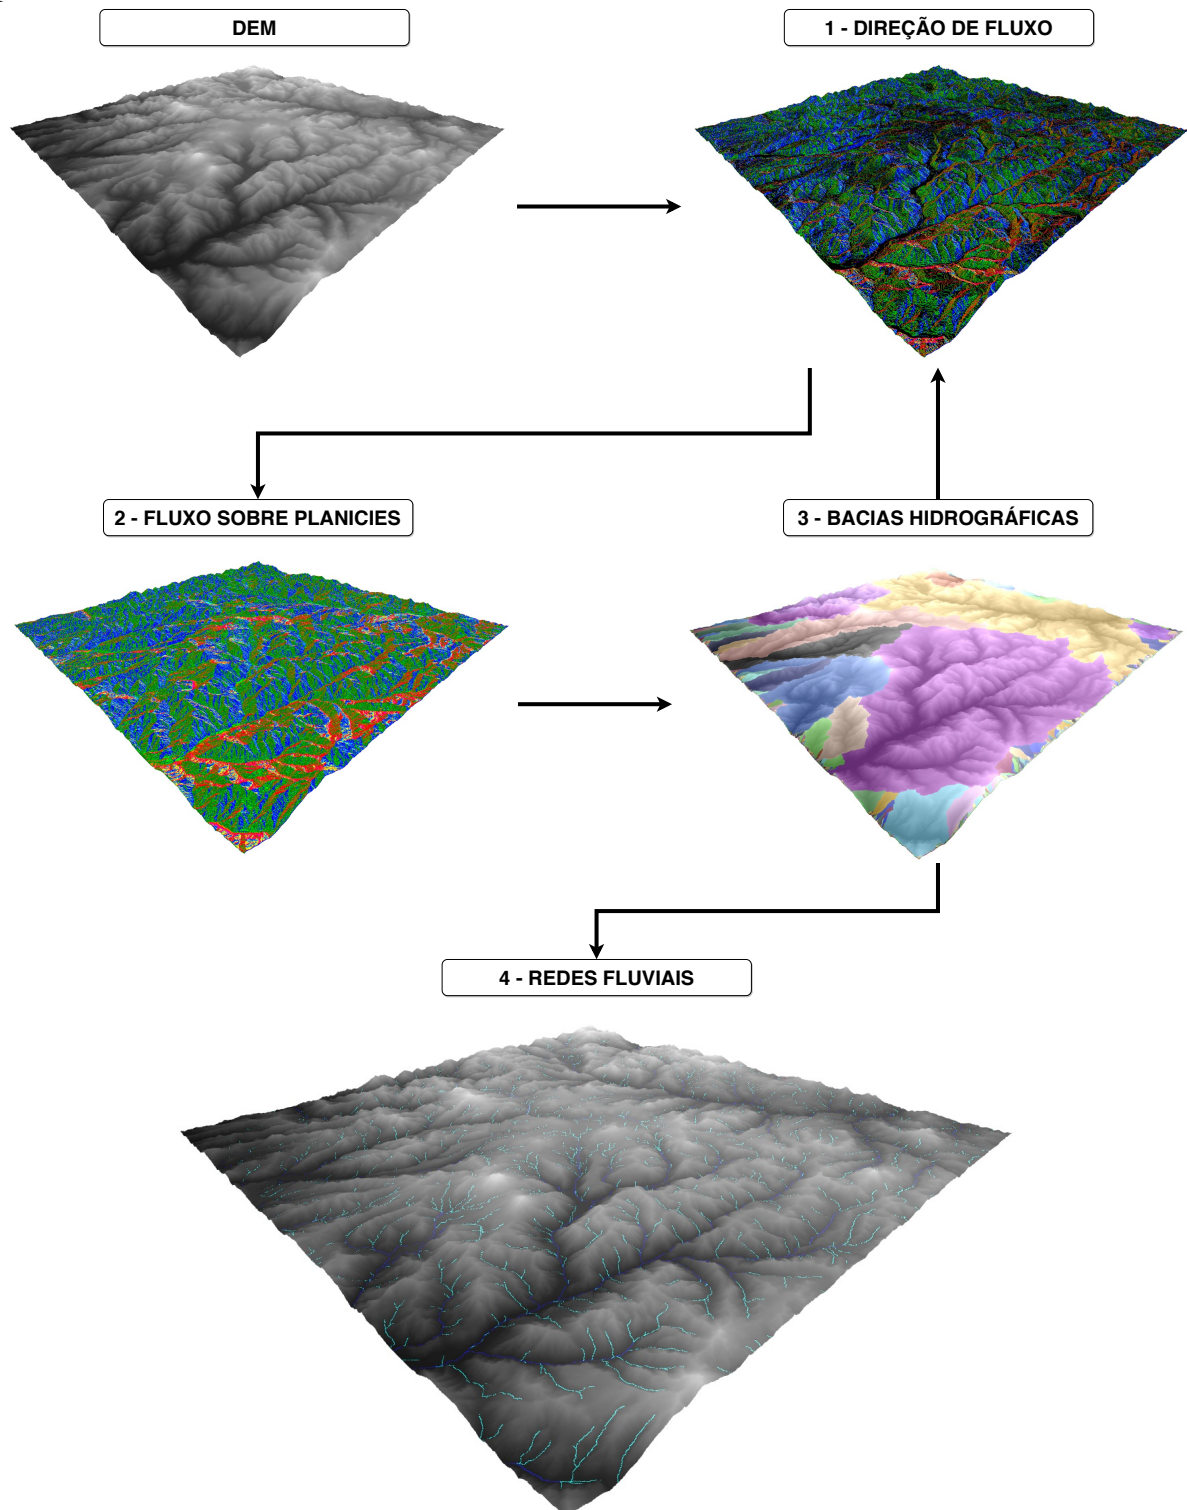 DEM
1 - DIREÇÃO DE FLUXO
2 - FLUXO SOBRE PLANICIES
3 - BACIAS HIDROGRÁFICAS
4 - REDES FLUVIAIS